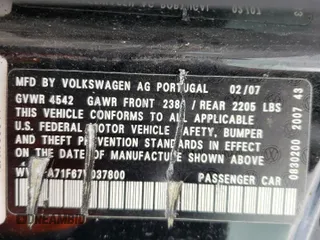 MFD BY VOLKSWAGEN AG PORTUGAL 02/07
GVWR 4542 GAWR FRONT 238 / REAR 2205 LBS
THIS VEHICLE CONFORMS TO ALL APPLICABLE
U.S. FEDERAL MOTOR VEHICLE SAFETY, BUMPER
AND THEFT PREVENTION STANDARDS IN EFFECT
ON THE DATE OF MANUFACTURE SHOWN ABOVE
A71F67V037800 PASSENGER CAR
0830200 2007 43